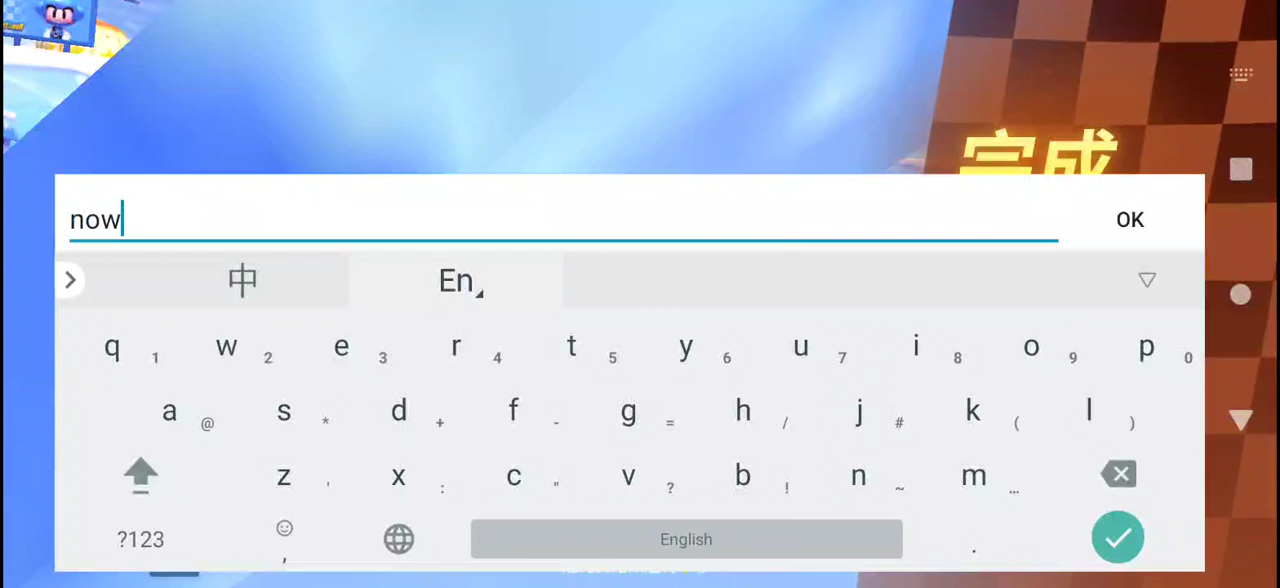 完成
now
OK
中 En
q 1 w 2 e 3 r 4 t 5 y 6 u 7 i 8 o 9 p 0
a @ s * d + f - g = h / j # k ( l )
z ' x : c " v ? b ! n ~ m ...
?123 , English .